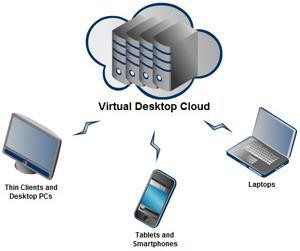 Virtual Desktop Cloud
Thin Clients and
Desktop PCs
Laptops
Tablets and
Smartphones